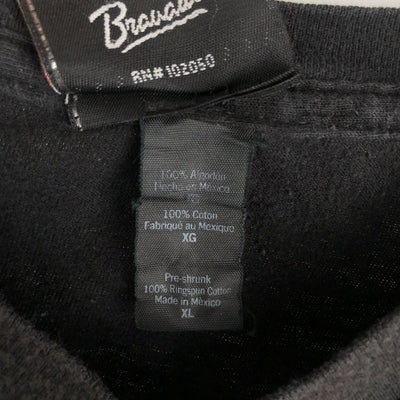 Bravado
RN#102050
100% Algodon
Hecho en México
XG
100% Coton
Fabriqué au Mexique
XG
Pre-shrunk
100% Ringspun Cotton
Made in México
XL